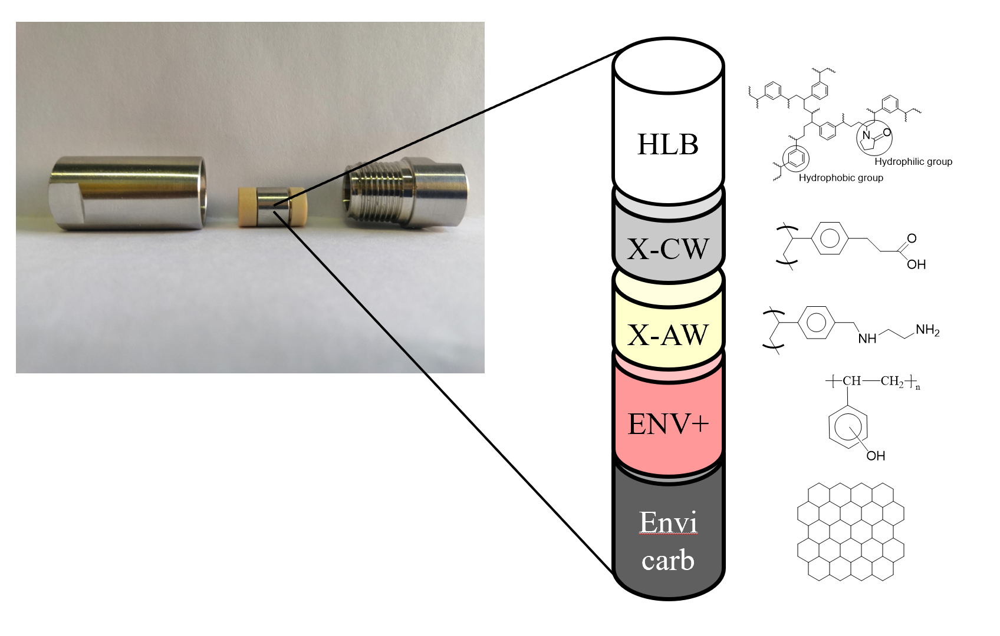 HLB
N
O
Hydrophilic group
Hydrophobic group
X-CW
O
OH
X-AW
NH
NH2
CH
CH2
n
ENV+
OH
Envi
carb